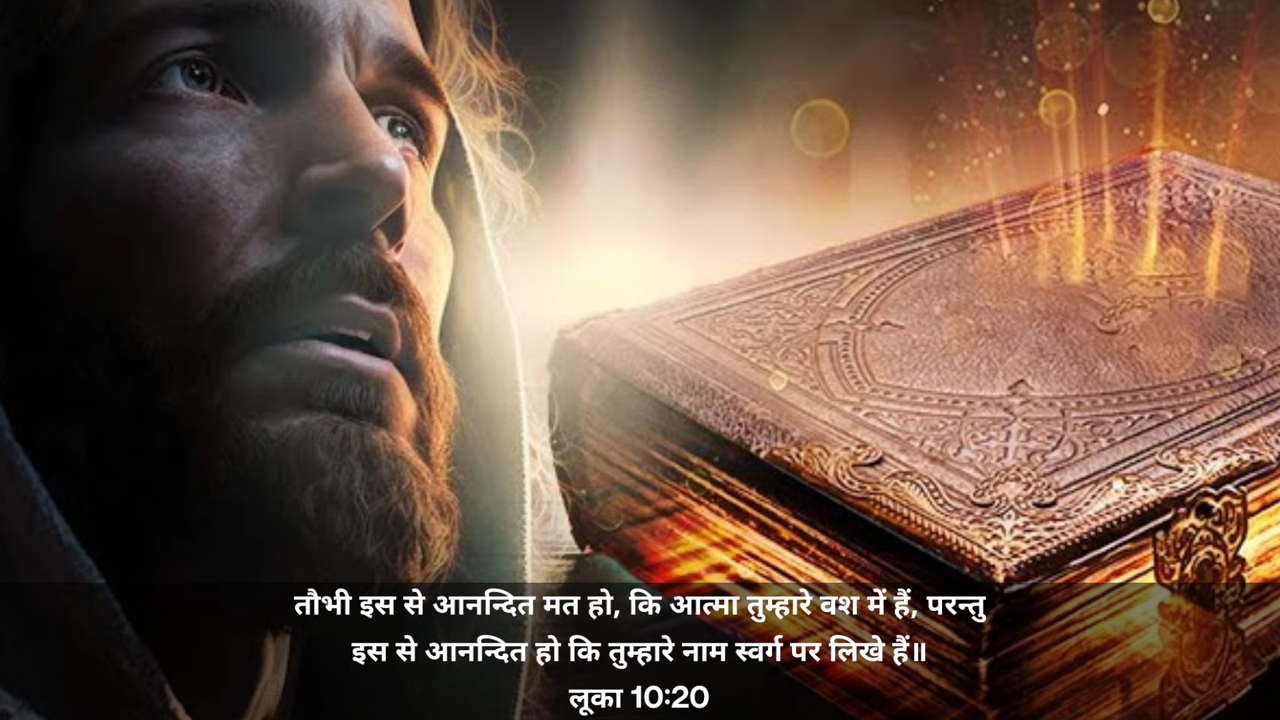 तौभी इस से आनन्दित मत हो, कि आत्मा तुम्हारे वश में हैं, परन्तु
इस से आनन्दित हो कि तुम्हारे नाम स्वर्ग पर लिखे हैं॥
लूका 10:20